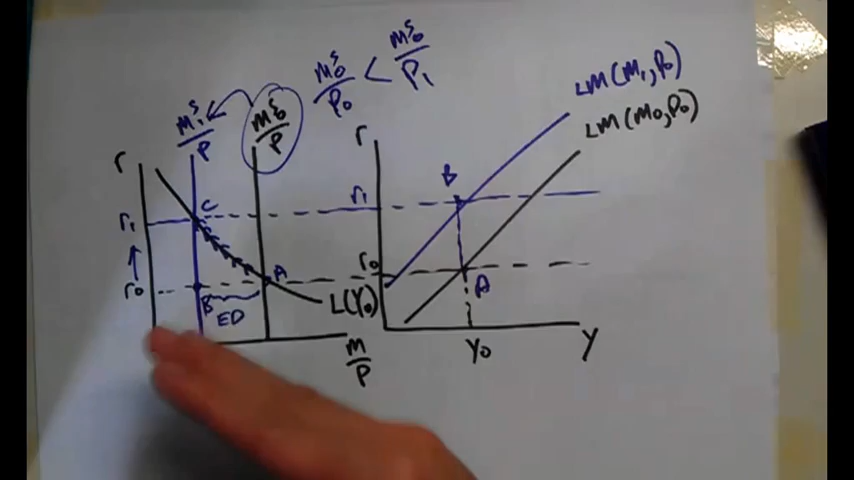 M₀ˢ/P₀ < M₀ˢ/P₁
M₁ˢ/P
M₀ˢ/P
LM(M₁,P₀)
LM(M₀,P₀)
r
r
r₁
C
r₁
B
r₀
A
r₀
A
B
ED
L(Y₀)
M/P
Y₀
Y